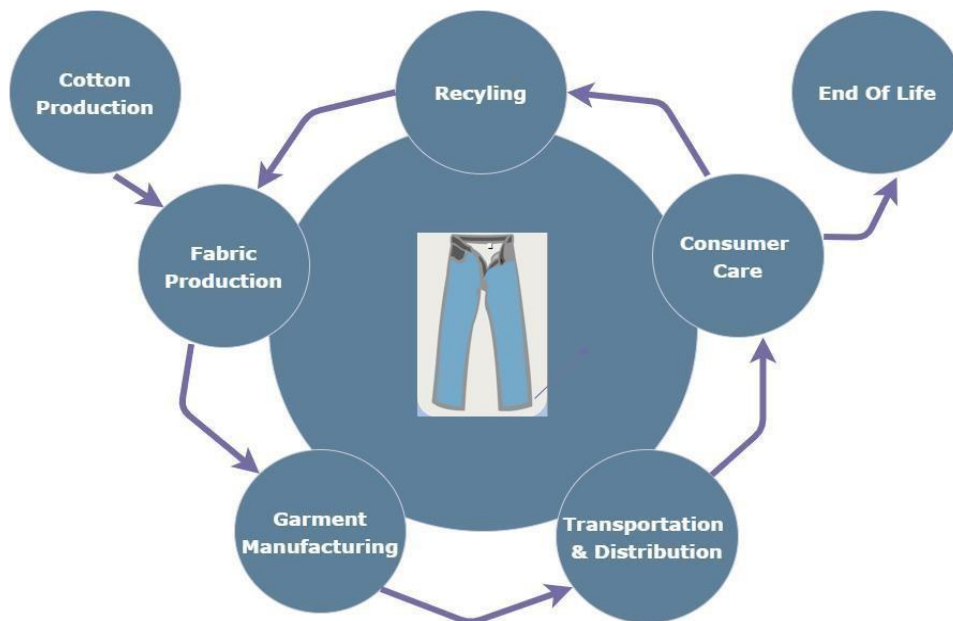 Cotton
Production
Recyling
End Of Life
Fabric
Production
Consumer
Care
Garment
Manufacturing
Transportation
& Distribution